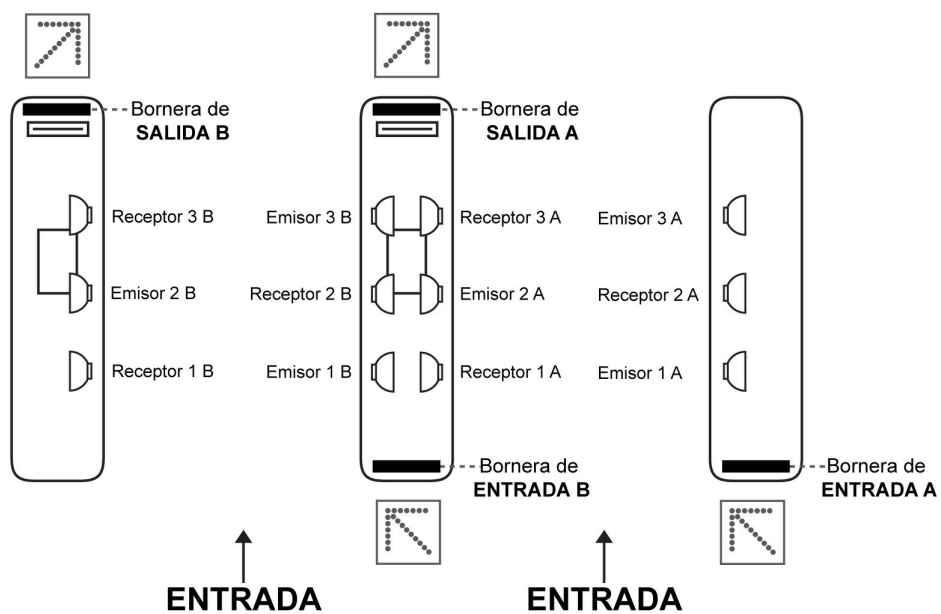 Bornera de
SALIDA B
Bornera de
SALIDA A
Receptor 3 B
Emisor 3 B
Receptor 3 A
Emisor 3 A
Emisor 2 B
Receptor 2 B
Emisor 2 A
Receptor 2 A
Receptor 1 B
Emisor 1 B
Receptor 1 A
Emisor 1 A
Bornera de
ENTRADA B
Bornera de
ENTRADA A
ENTRADA
ENTRADA